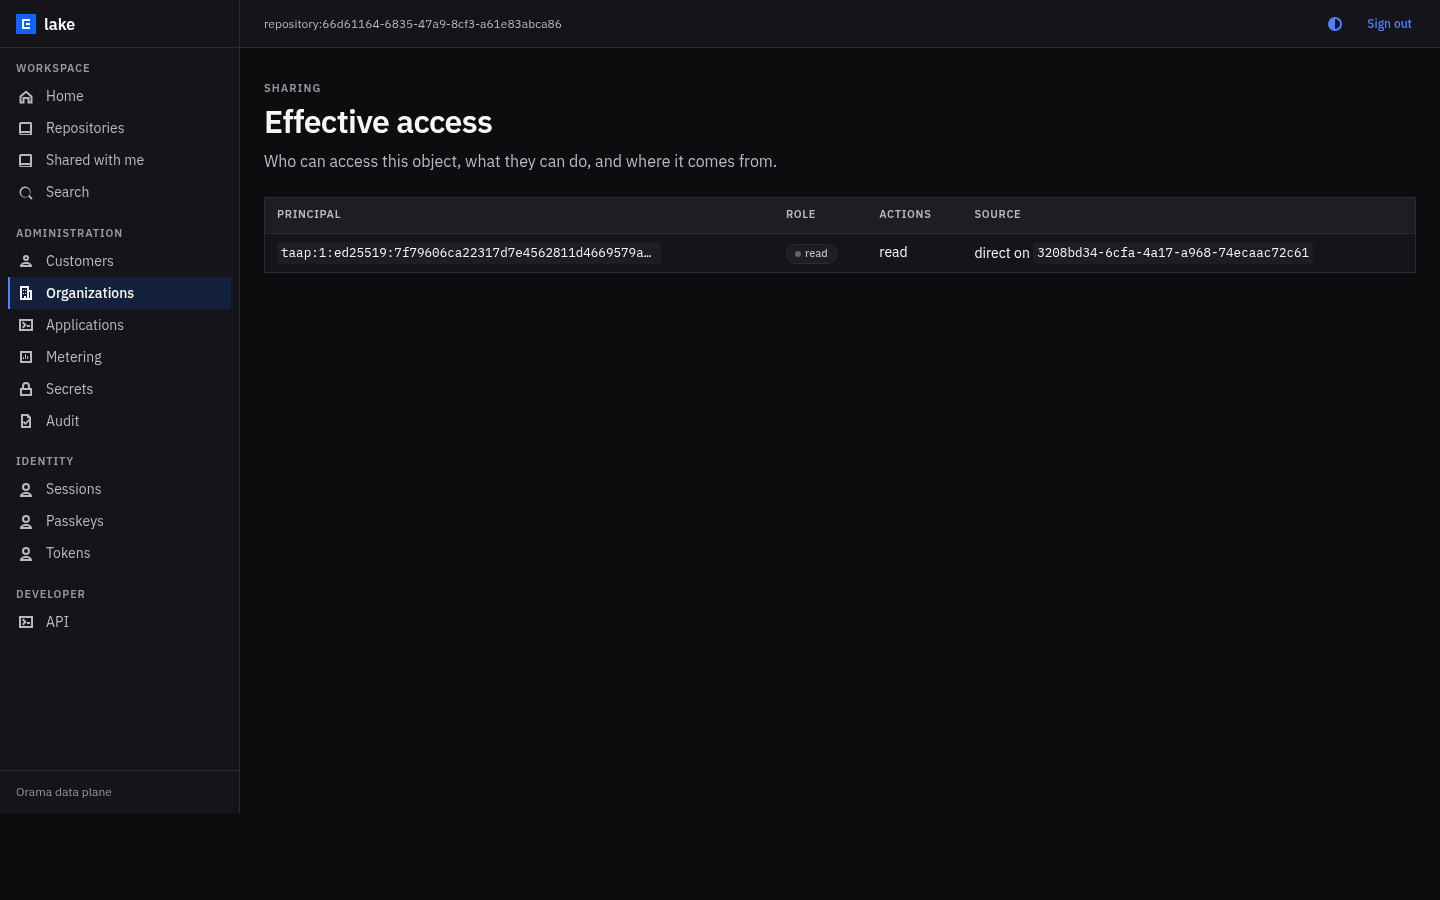 lake
repository:66d61164-6835-47a9-8cf3-a61e83abca86
Sign out
WORKSPACE
Home
Repositories
Shared with me
Search
ADMINISTRATION
Customers
Organizations
Applications
Metering
Secrets
Audit
IDENTITY
Sessions
Passkeys
Tokens
DEVELOPER
API
Orama data plane
SHARING
Effective access
Who can access this object, what they can do, and where it comes from.
PRINCIPAL ROLE ACTIONS SOURCE
taap:1:ed25519:7f79606ca22317d7e4562811d4669579a… read read direct on 3208bd34-6cfa-4a17-a968-74ecaac72c61